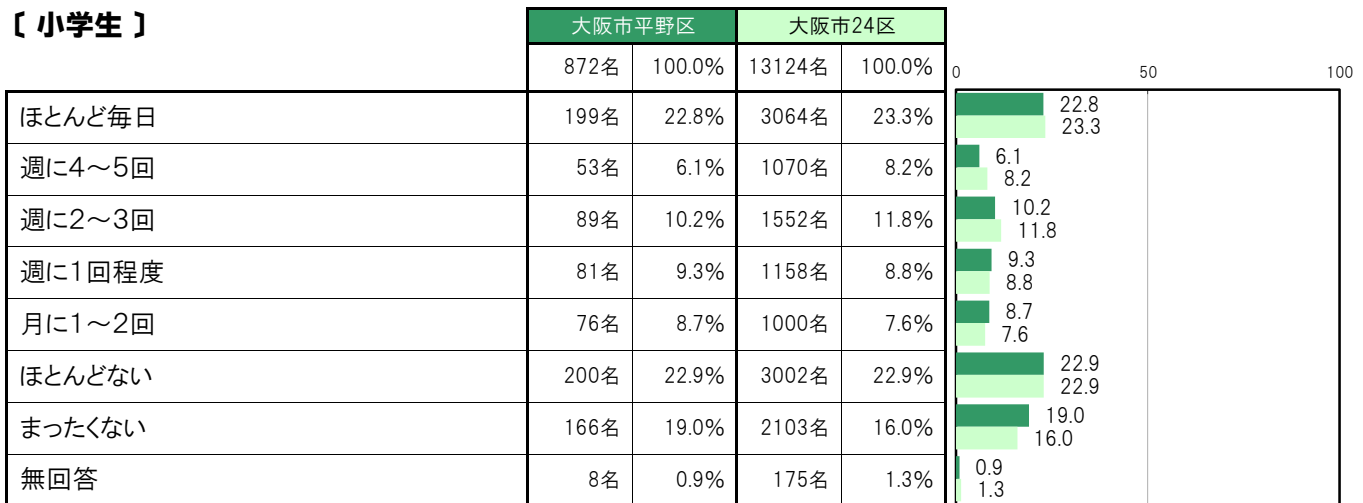 〔 小学生 〕
大阪市平野区 大阪市24区
872名 100.0% 13124名 100.0% 0 50 100
ほとんど毎日 199名 22.8% 3064名 23.3% 22.8
23.3
週に4～5回 53名 6.1% 1070名 8.2% 6.1
8.2
週に2～3回 89名 10.2% 1552名 11.8% 10.2
11.8
週に1回程度 81名 9.3% 1158名 8.8% 9.3
8.8
月に1～2回 76名 8.7% 1000名 7.6% 8.7
7.6
ほとんどない 200名 22.9% 3002名 22.9% 22.9
22.9
まったくない 166名 19.0% 2103名 16.0% 19.0
16.0
無回答 8名 0.9% 175名 1.3% 0.9
1.3